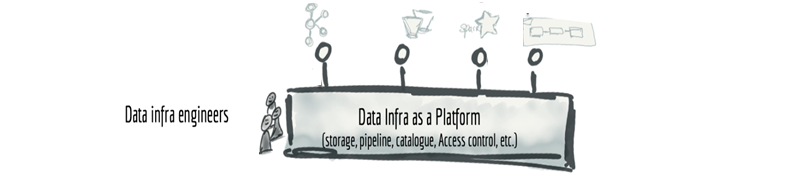 Data infra engineers
Data Infra as a Platform
(storage, pipeline, catalogue, Access control, etc.)